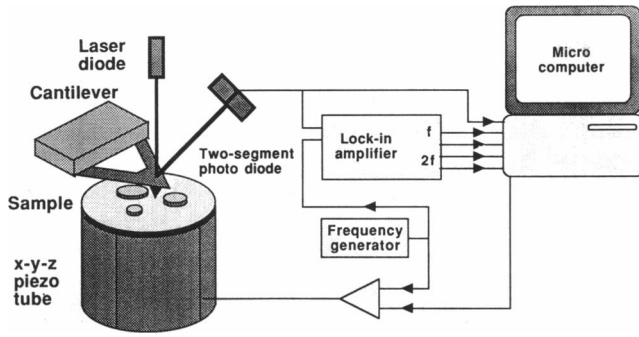 Laser
diode
Cantilever
Two-segment
photo diode
Sample
x-y-z
piezo
tube
Lock-in
amplifier
f
2f
Frequency
generator
Micro
computer